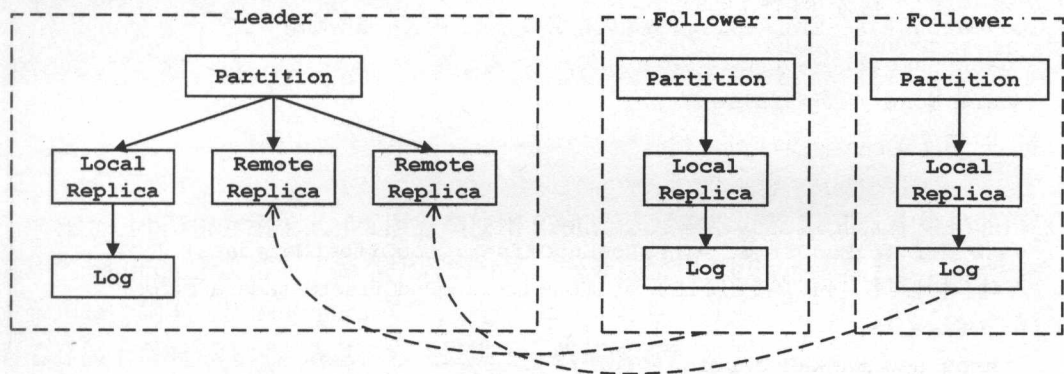 Leader
Follower
Follower
Partition
Partition
Partition
Local
Replica
Remote
Replica
Remote
Replica
Local
Replica
Local
Replica
Log
Log
Log